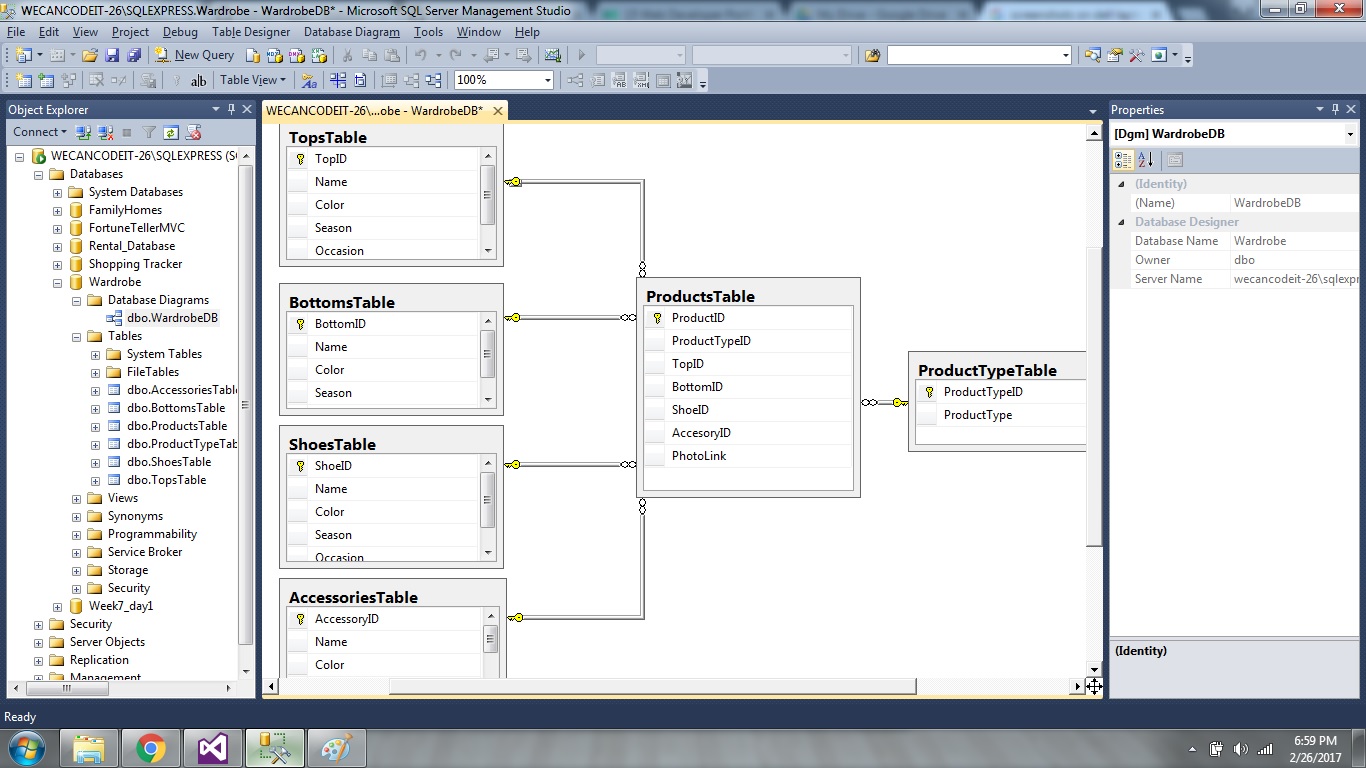 WECANCODEIT-26\SQLEXPRESS.Wardrobe - WardrobeDB* - Microsoft SQL Server Management Studio
File Edit View Project Debug Table Designer Database Diagram Tools Window Help
New Query
Table View 100%
Object Explorer
Connect
WECANCODEIT-26\SQLEXPRESS (S
Databases
System Databases
FamilyHomes
FortuneTellerMVC
Rental_Database
Shopping Tracker
Wardrobe
Database Diagrams
dbo.WardrobeDB
Tables
System Tables
FileTables
dbo.AccessoriesTable
dbo.BottomsTable
dbo.ProductsTable
dbo.ProductTypeTab
dbo.ShoesTable
dbo.TopsTable
Views
Synonyms
Programmability
Service Broker
Storage
Security
Week7_day1
Security
Server Objects
Replication
Management
WECANCODEIT-26\...obe - WardrobeDB*
TopsTable
TopID
Name
Color
Season
Occasion
BottomsTable
BottomID
Name
Color
Season
ShoesTable
ShoeID
Name
Color
Season
Occasion
AccessoriesTable
AccessoryID
Name
Color
ProductsTable
ProductID
ProductTypeID
TopID
BottomID
ShoeID
AccesoryID
PhotoLink
ProductTypeTable
ProductTypeID
ProductType
Properties
[Dgm] WardrobeDB
(Identity)
(Name) WardrobeDB
Database Designer
Database Name Wardrobe
Owner dbo
Server Name wecancodeit-26\sqlexpr
(Identity)
Ready
6:59 PM
2/26/2017